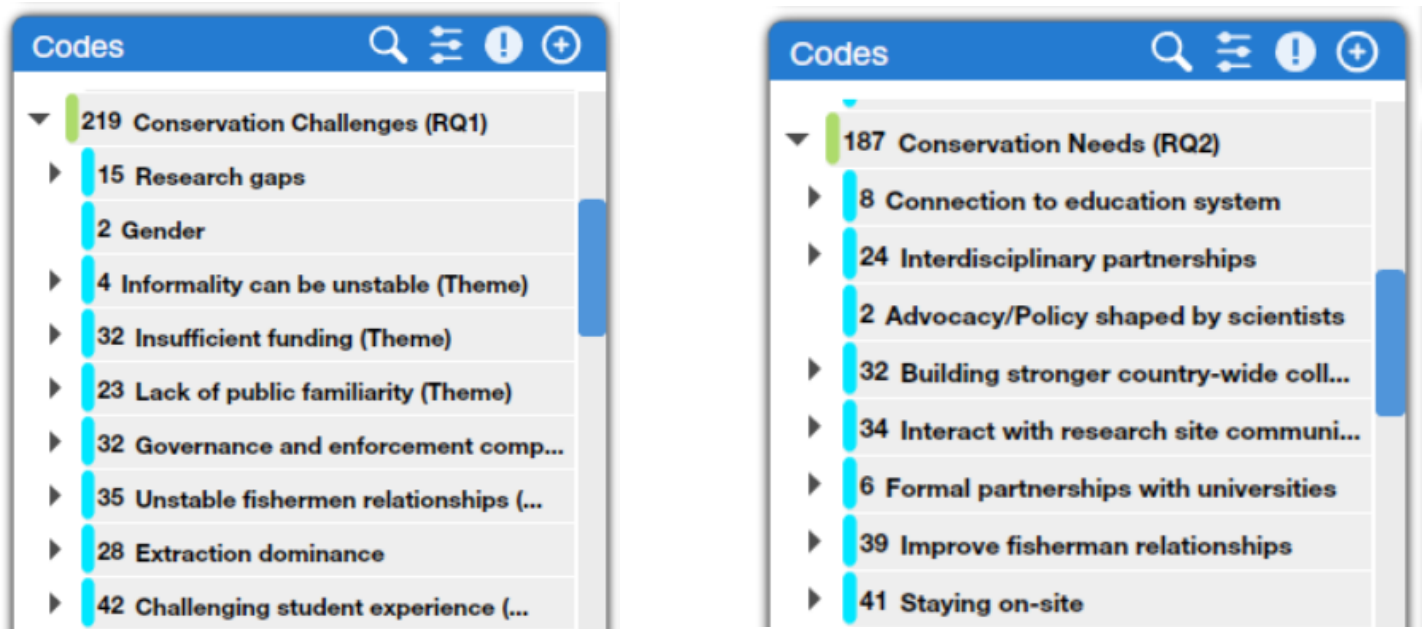 Codes
219 Conservation Challenges (RQ1)
15 Research gaps
2 Gender
4 Informality can be unstable (Theme)
32 Insufficient funding (Theme)
23 Lack of public familiarity (Theme)
32 Governance and enforcement comp...
35 Unstable fishermen relationships (...
28 Extraction dominance
42 Challenging student experience (...
Codes
187 Conservation Needs (RQ2)
8 Connection to education system
24 Interdisciplinary partnerships
2 Advocacy/Policy shaped by scientists
32 Building stronger country-wide coll...
34 Interact with research site communi...
6 Formal partnerships with universities
39 Improve fisherman relationships
41 Staying on-site